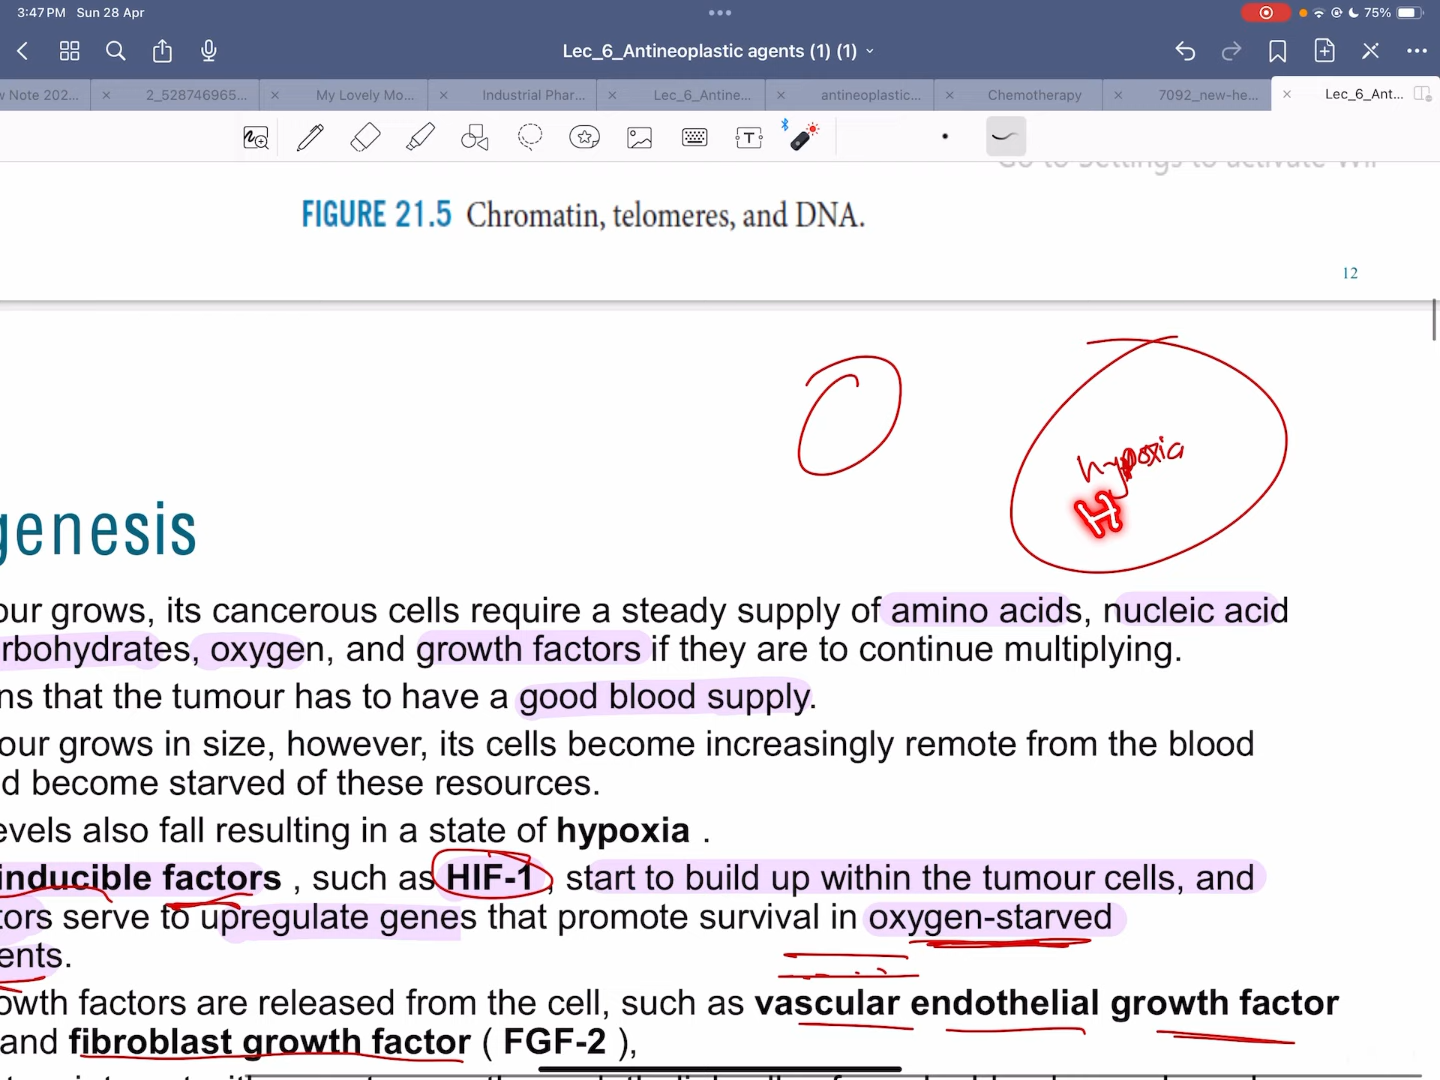 3:47 PM Sun 28 Apr
75%
Lec_6_Antineoplastic agents (1) (1)
w Note 202...
2_528746965...
My Lovely Mo...
Industrial Phar...
Lec_6_Antine...
antineoplastic...
Chemotherapy
7092_new-he...
Lec_6_Ant...
Go to Settings to activate Wi
FIGURE 21.5 Chromatin, telomeres, and DNA.
12
hypoxia
H
genesis
our grows, its cancerous cells require a steady supply of amino acids, nucleic acid
rbohydrates, oxygen, and growth factors if they are to continue multiplying.
ns that the tumour has to have a good blood supply.
our grows in size, however, its cells become increasingly remote from the blood
d become starved of these resources.
evels also fall resulting in a state of hypoxia .
inducible factors , such as HIF-1 , start to build up within the tumour cells, and
tors serve to upregulate genes that promote survival in oxygen-starved
ents.
owth factors are released from the cell, such as vascular endothelial growth factor
and fibroblast growth factor ( FGF-2 ),